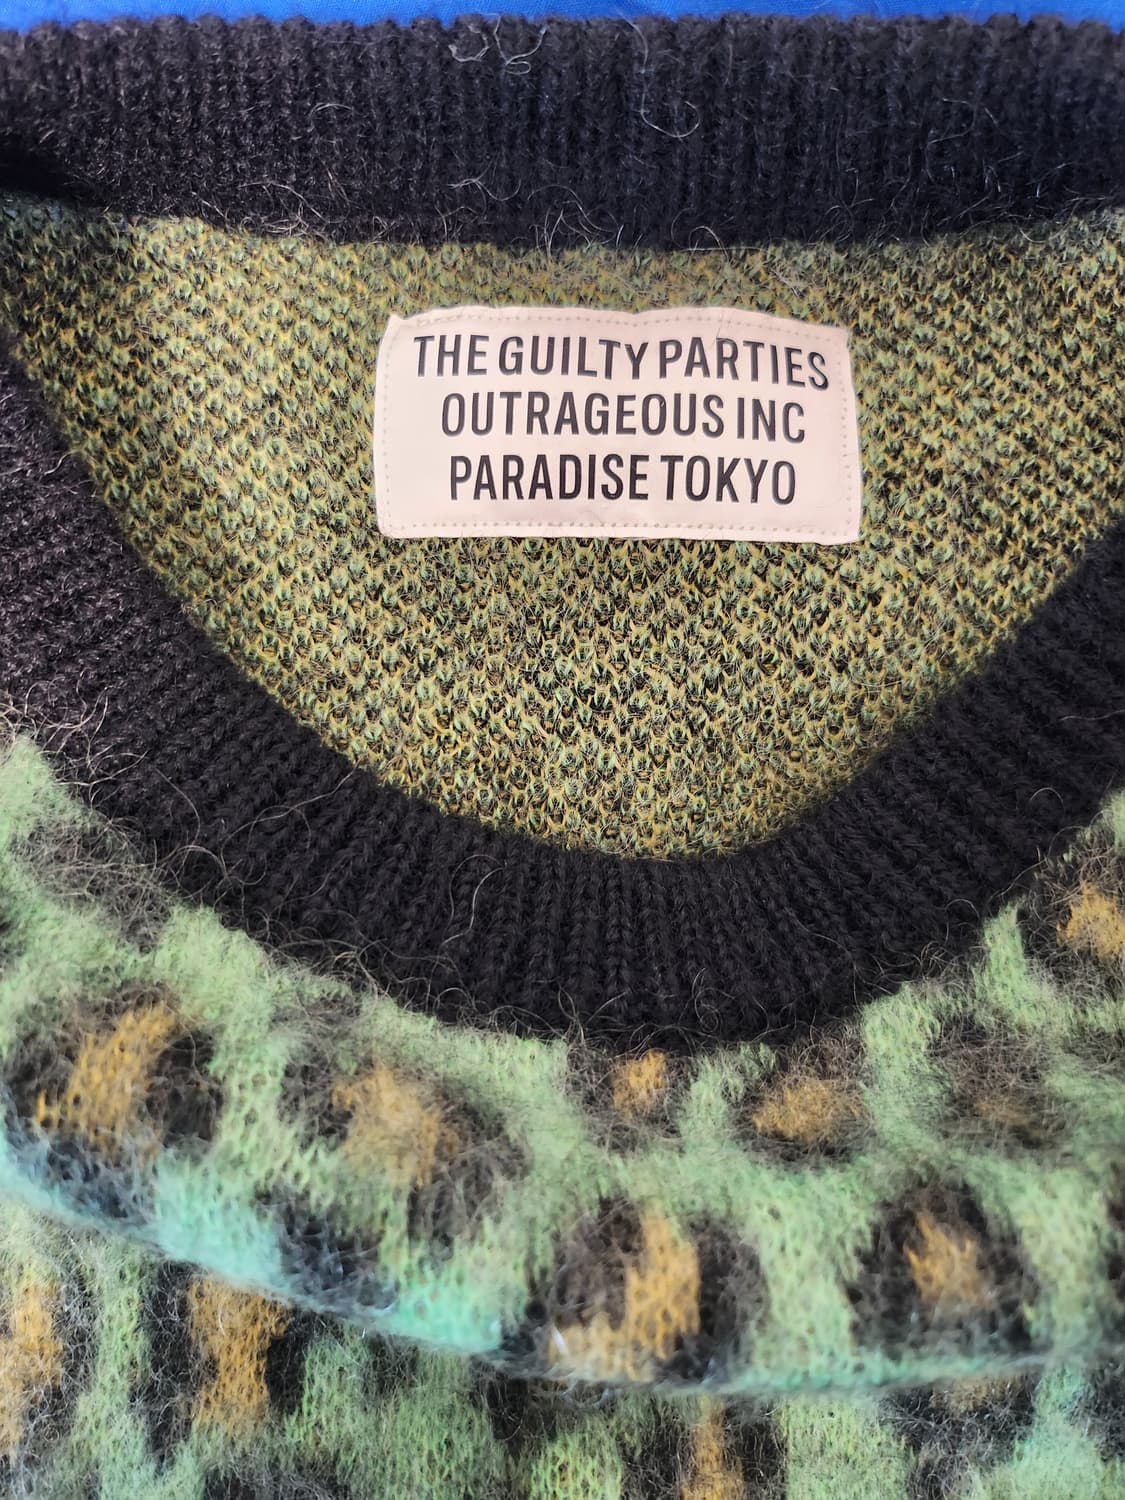 THE GUILTY PARTIES
OUTRAGEOUS INC
PARADISE TOKYO